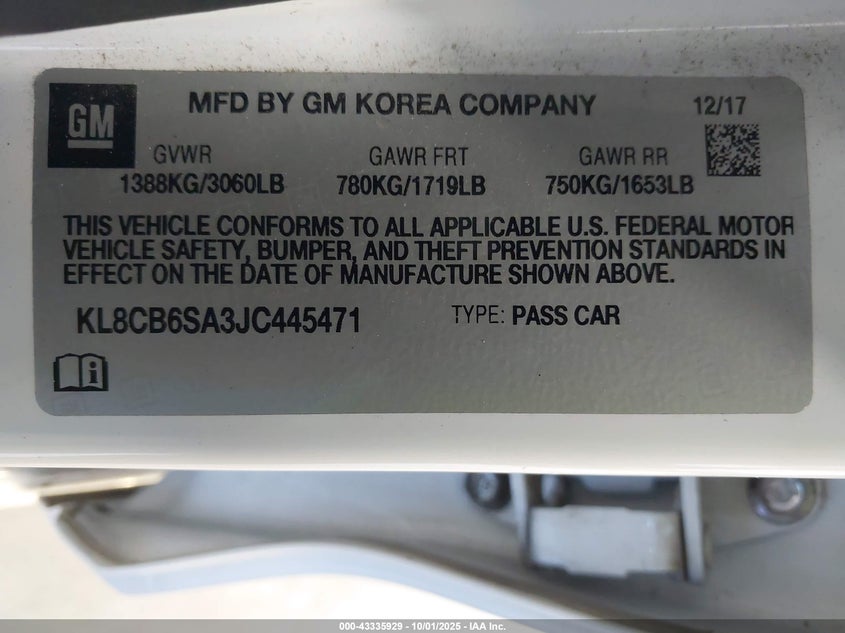 GM
MFD BY GM KOREA COMPANY
12/17
GVWR
GAWR FRT
GAWR RR
1388KG/3060LB
780KG/1719LB
750KG/1653LB
THIS VEHICLE CONFORMS TO ALL APPLICABLE U.S. FEDERAL MOTOR
VEHICLE SAFETY, BUMPER, AND THEFT PREVENTION STANDARDS IN
EFFECT ON THE DATE OF MANUFACTURE SHOWN ABOVE.
KL8CB6SA3JC445471
TYPE: PASS CAR
i
000-43335929 - 10/01/2025 - IAA Inc.